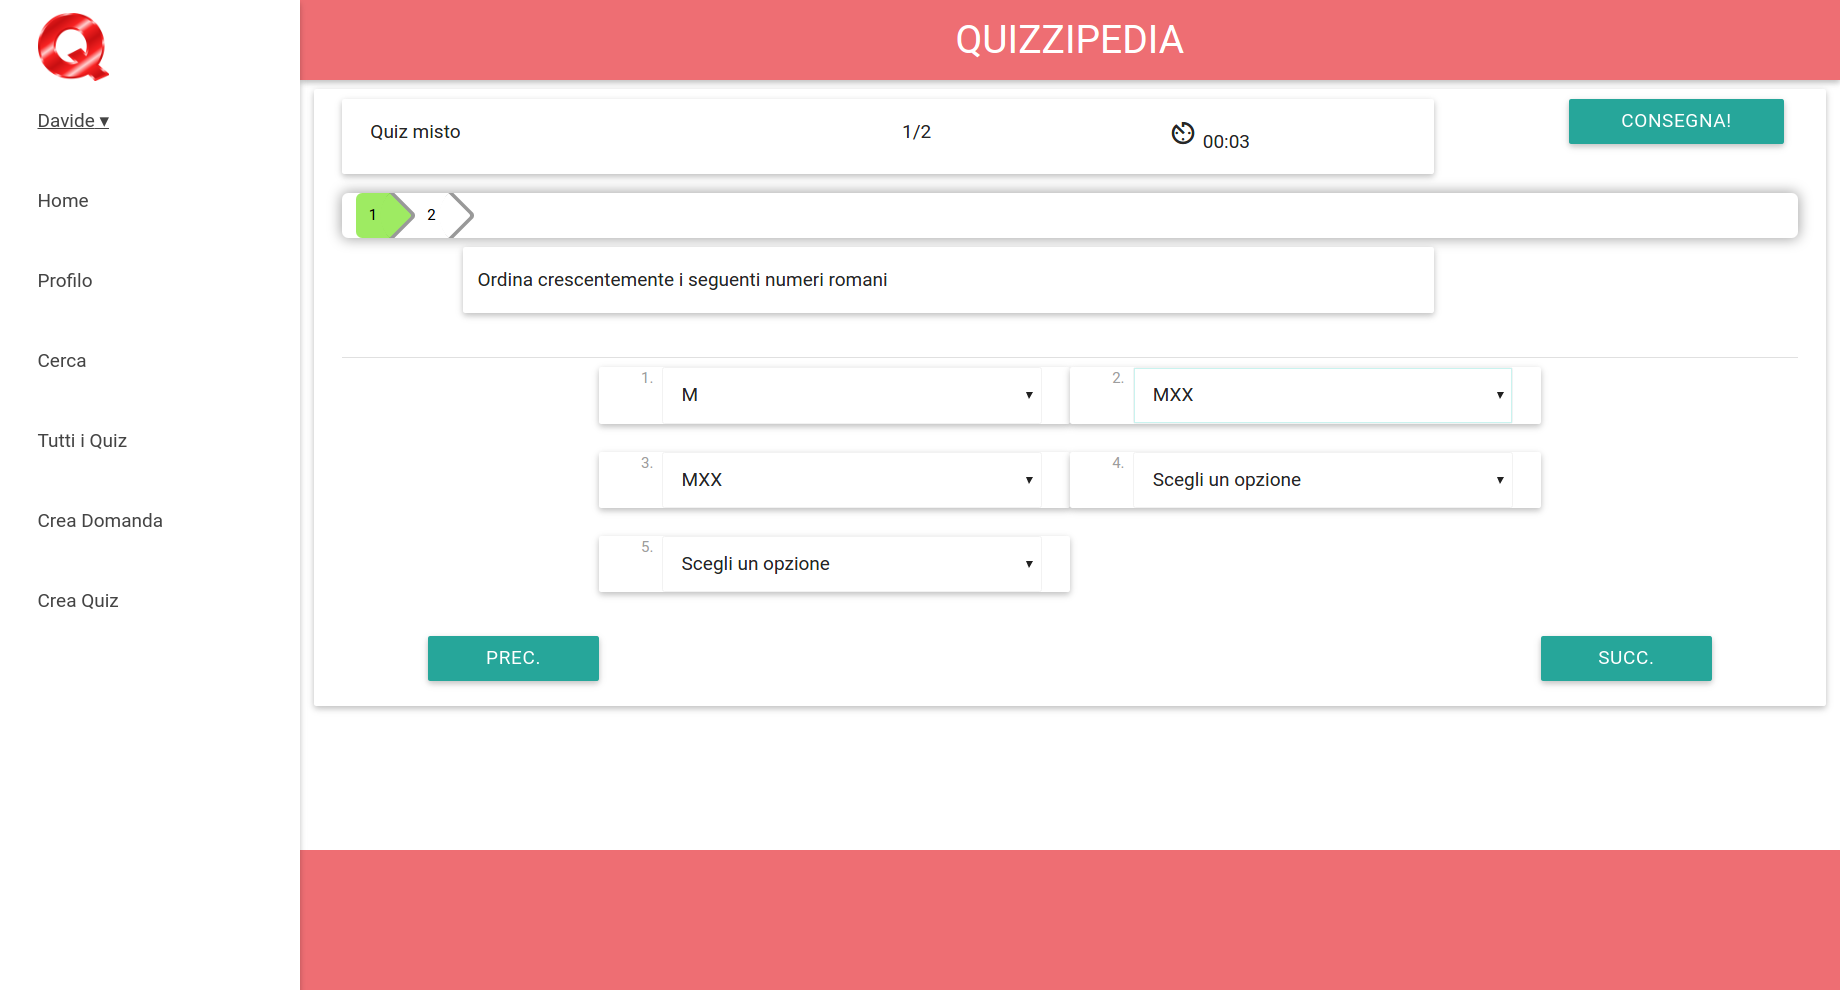 QUIZZIPEDIA
Davide ▾
Home
Profilo
Cerca
Tutti i Quiz
Crea Domanda
Crea Quiz
Quiz misto 1/2 00:03
CONSEGNA!
1 2
Ordina crescentemente i seguenti numeri romani
1. M 2. MXX
3. MXX 4. Scegli un opzione
5. Scegli un opzione
PREC. SUCC.